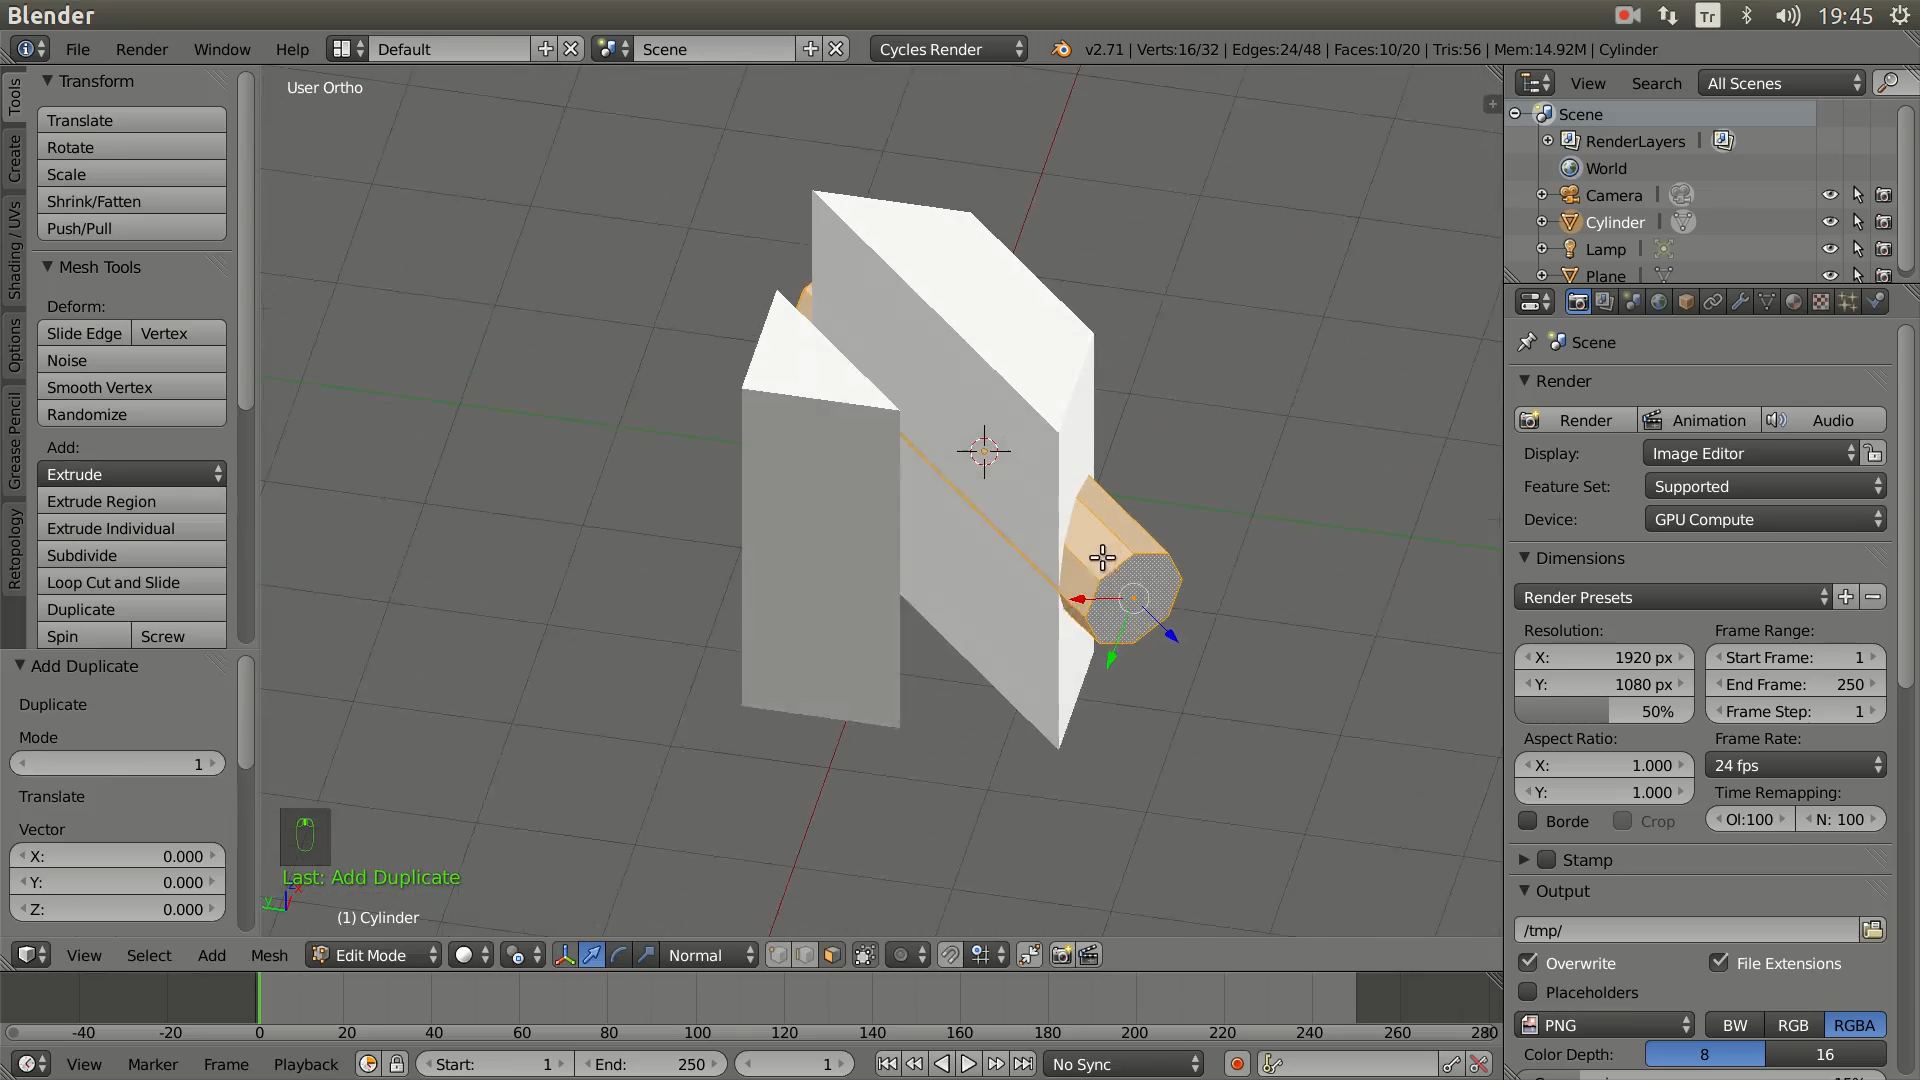 Blender
Tr
19:45
File Render Window Help
Default
Scene
Cycles Render
v2.71 | Verts:16/32 | Edges:24/48 | Faces:10/20 | Tris:56 | Mem:14.92M | Cylinder
Tools
Create
Shading / UVs
Options
Grease Pencil
Retopology
Transform
Translate
Rotate
Scale
Shrink/Fatten
Push/Pull
Mesh Tools
Deform:
Slide Edge Vertex
Noise
Smooth Vertex
Randomize
Add:
Extrude
Extrude Region
Extrude Individual
Subdivide
Loop Cut and Slide
Duplicate
Spin Screw
Add Duplicate
Duplicate
Mode
1
Translate
Vector
X: 0.000
Y: 0.000
Z: 0.000
User Ortho
Last: Add Duplicate
(1) Cylinder
View Select Add Mesh Edit Mode Normal
-40 -20 0 20 40 60 80 100 120 140 160 180 200 220 240 260 280
View Marker Frame Playback Start: 1 End: 250 1 No Sync
View Search All Scenes
Scene
RenderLayers |
World
Camera |
Cylinder |
Lamp |
Plane |
Scene
Render
Render Animation Audio
Display: Image Editor
Feature Set: Supported
Device: GPU Compute
Dimensions
Render Presets
Resolution: Frame Range:
X: 1920 px Start Frame: 1
Y: 1080 px End Frame: 250
50% Frame Step: 1
Aspect Ratio: Frame Rate:
X: 1.000 24 fps
Y: 1.000 Time Remapping:
Borde Crop Ol:100 N: 100
Stamp
Output
/tmp/
Overwrite File Extensions
Placeholders
PNG BW RGB RGBA
Color Depth: 8 16